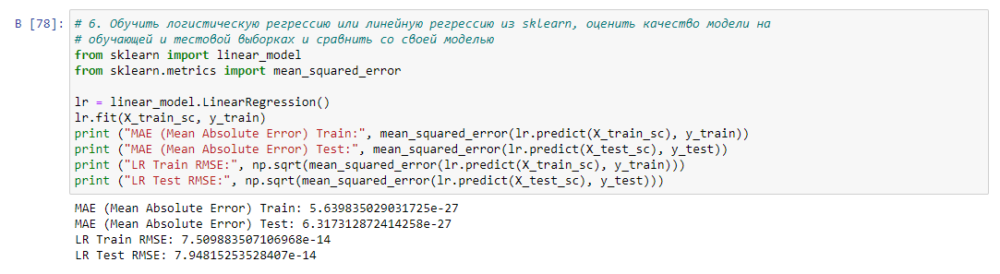 В [78]: # 6. Обучить логистическую регрессию или линейную регрессию из sklearn, оценить качество модели на
# обучающей и тестовой выборках и сравнить со своей моделью
from sklearn import linear_model
from sklearn.metrics import mean_squared_error
lr = linear_model.LinearRegression()
lr.fit(X_train_sc, y_train)
print ("MAE (Mean Absolute Error) Train:", mean_squared_error(lr.predict(X_train_sc), y_train))
print ("MAE (Mean Absolute Error) Test:", mean_squared_error(lr.predict(X_test_sc), y_test))
print ("LR Train RMSE:", np.sqrt(mean_squared_error(lr.predict(X_train_sc), y_train)))
print ("LR Test RMSE:", np.sqrt(mean_squared_error(lr.predict(X_test_sc), y_test)))
MAE (Mean Absolute Error) Train: 5.639835029031725e-27
MAE (Mean Absolute Error) Test: 6.317312872414258e-27
LR Train RMSE: 7.509883507106968e-14
LR Test RMSE: 7.94815253528407e-14